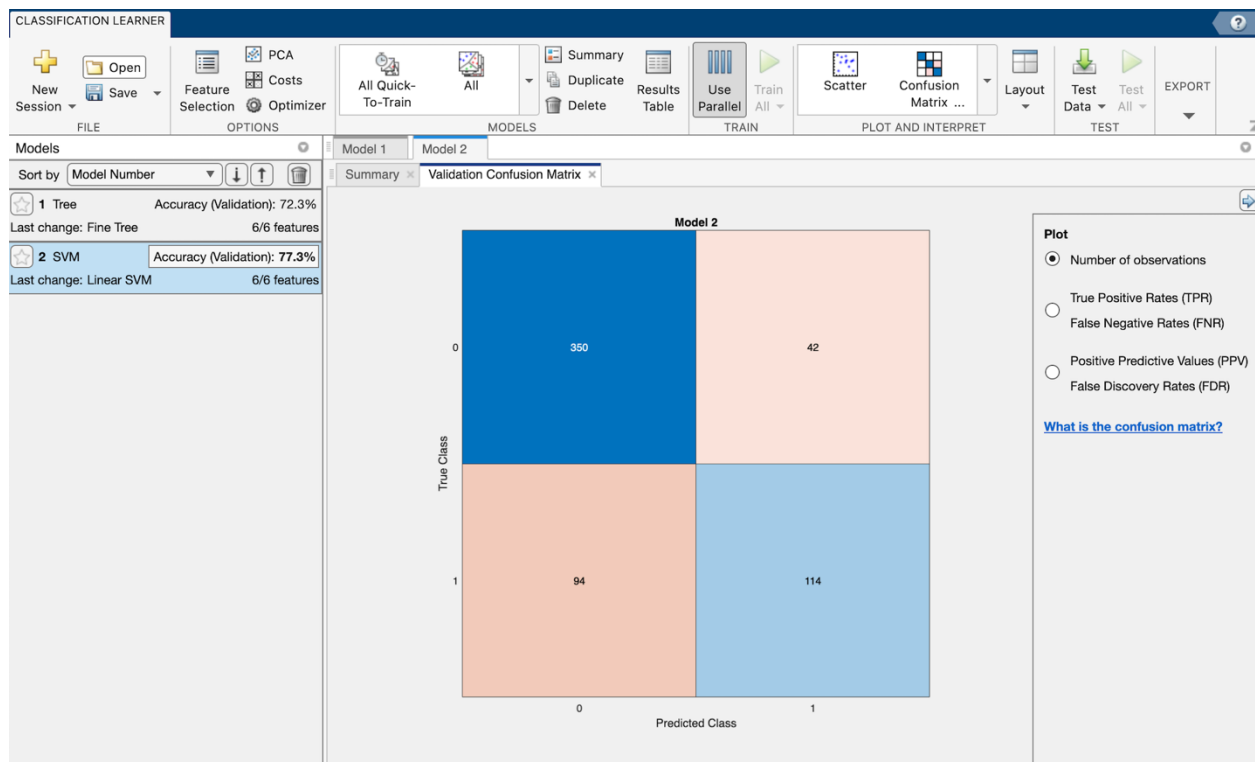 CLASSIFICATION LEARNER
?
New Session
Open
Save
FILE
Feature Selection
PCA
Costs
Optimizer
OPTIONS
All Quick-To-Train
All
Summary
Duplicate
Delete
Results Table
MODELS
Use Parallel
Train All
TRAIN
Scatter
Confusion Matrix ...
Layout
PLOT AND INTERPRET
Test Data
Test All
TEST
EXPORT
Models
Sort by Model Number
1 Tree Accuracy (Validation): 72.3%
Last change: Fine Tree 6/6 features
2 SVM Accuracy (Validation): 77.3%
Last change: Linear SVM 6/6 features
Model 1 Model 2
Summary Validation Confusion Matrix
Model 2
0 350 42
True Class
1 94 114
0 1
Predicted Class
Plot
Number of observations
True Positive Rates (TPR)
False Negative Rates (FNR)
Positive Predictive Values (PPV)
False Discovery Rates (FDR)
What is the confusion matrix?